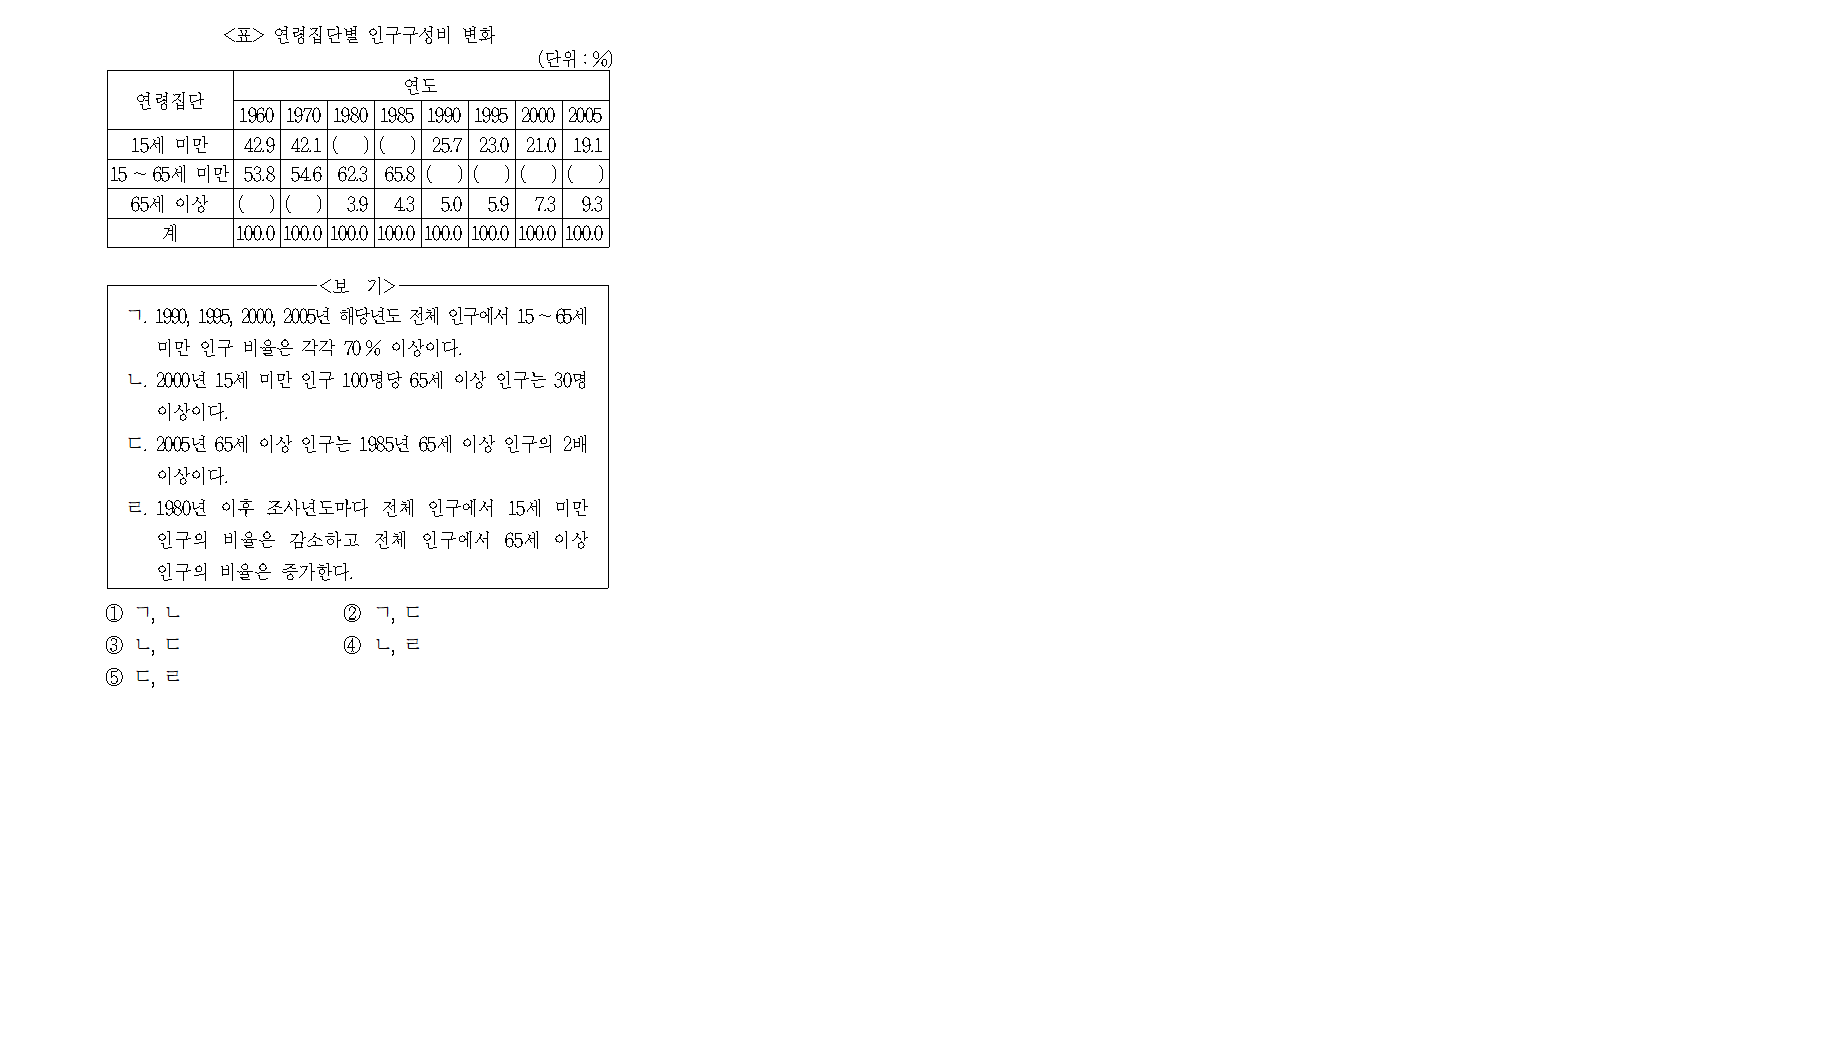 <표> 연령집단별 인구구성비 변화
(단위 : %)
연령집단 연도
1960 1970 1980 1985 1990 1995 2000 2005
15세 미만 42.9 42.1 ( ) ( ) 25.7 23.0 21.0 19.1
15 ~ 65세 미만 53.8 54.6 62.3 65.8 ( ) ( ) ( ) ( )
65세 이상 ( ) ( ) 3.9 4.3 5.0 5.9 7.3 9.3
계 100.0 100.0 100.0 100.0 100.0 100.0 100.0 100.0
<보 기>
ㄱ. 1990, 1995, 2000, 2005년 해당년도 전체 인구에서 15 ~ 65세
미만 인구 비율은 각각 70 % 이상이다.
ㄴ. 2000년 15세 미만 인구 100명당 65세 이상 인구는 30명
이상이다.
ㄷ. 2005년 65세 이상 인구는 1985년 65세 이상 인구의 2배
이상이다.
ㄹ. 1980년 이후 조사년도마다 전체 인구에서 15세 미만
인구의 비율은 감소하고 전체 인구에서 65세 이상
인구의 비율은 증가한다.
① ㄱ, ㄴ ② ㄱ, ㄷ
③ ㄴ, ㄷ ④ ㄴ, ㄹ
⑤ ㄷ, ㄹ